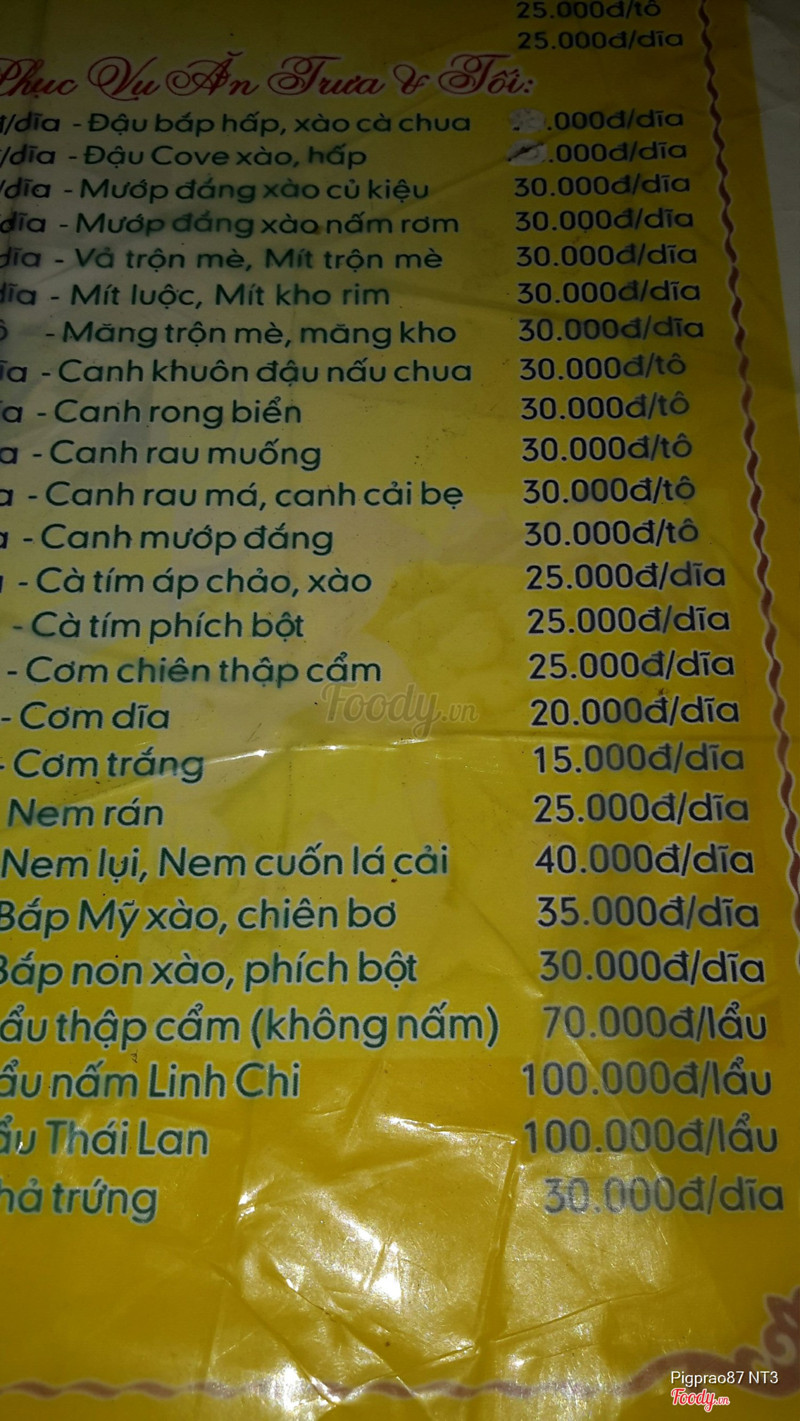 25.000đ/tô
25.000đ/dĩa
Phục Vụ Ăn Trưa & Tối:
đ/dĩa - Đậu bắp hấp, xào cà chua .000đ/dĩa
/dĩa - Đậu Cove xào, hấp .000đ/dĩa
/dĩa - Mướp đắng xào củ kiệu 30.000đ/dĩa
dĩa - Mướp đắng xào nấm rơm 30.000đ/dĩa
dĩa - Vả trộn mè, Mít trộn mè 30.000đ/dĩa
dĩa - Mít luộc, Mít kho rim 30.000đ/dĩa
- Măng trộn mè, măng kho 30.000đ/dĩa
ĩa - Canh khuôn đậu nấu chua 30.000đ/tô
a - Canh rong biển 30.000đ/tô
a - Canh rau muống 30.000đ/tô
a - Canh rau má, canh cải bẹ 30.000đ/tô
a - Canh mướp đắng 30.000đ/tô
- Cà tím áp chảo, xào 25.000đ/dĩa
- Cà tím phích bột 25.000đ/dĩa
- Cơm chiên thập cẩm 25.000đ/dĩa
- Cơm dĩa 20.000đ/dĩa
- Cơm trắng 15.000đ/dĩa
Nem rán 25.000đ/dĩa
Nem lụi, Nem cuốn lá cải 40.000đ/dĩa
Bắp Mỹ xào, chiên bơ 35.000đ/dĩa
Bắp non xào, phích bột 30.000đ/dĩa
ẩu thập cẩm (không nấm) 70.000đ/lẩu
ẩu nấm Linh Chi 100.000đ/lẩu
ẩu Thái Lan 100.000đ/lẩu
hả trứng 30.000đ/dĩa
Foody.vn
Pigprao87 NT3
Foody.vn